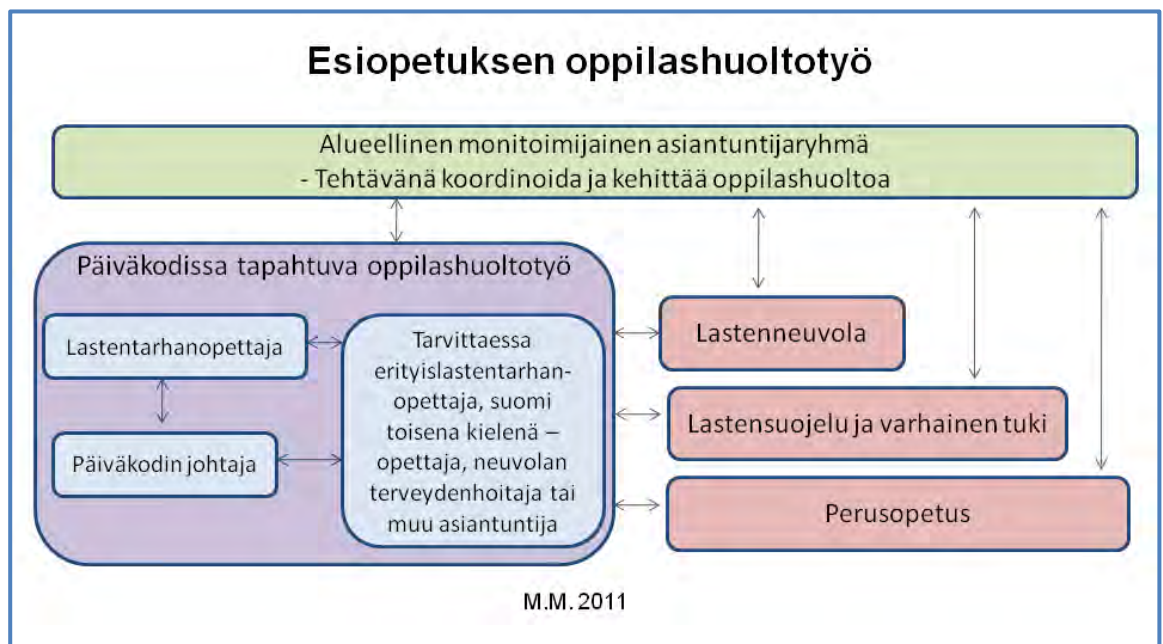 Esiopetuksen oppilashuoltotyö
Alueellinen monitoimijainen asiantuntijaryhmä
- Tehtävänä koordinoida ja kehittää oppilashuoltoa
Päiväkodissa tapahtuva oppilashuoltotyö
Lastentarhanopettaja
Päiväkodin johtaja
Tarvittaessa
erityislastentarhan-
opettaja, suomi
toisena kielenä –
opettaja, neuvolan
terveydenhoitaja tai
muu asiantuntija
Lastenneuvola
Lastensuojelu ja varhainen tuki
Perusopetus
M.M. 2011